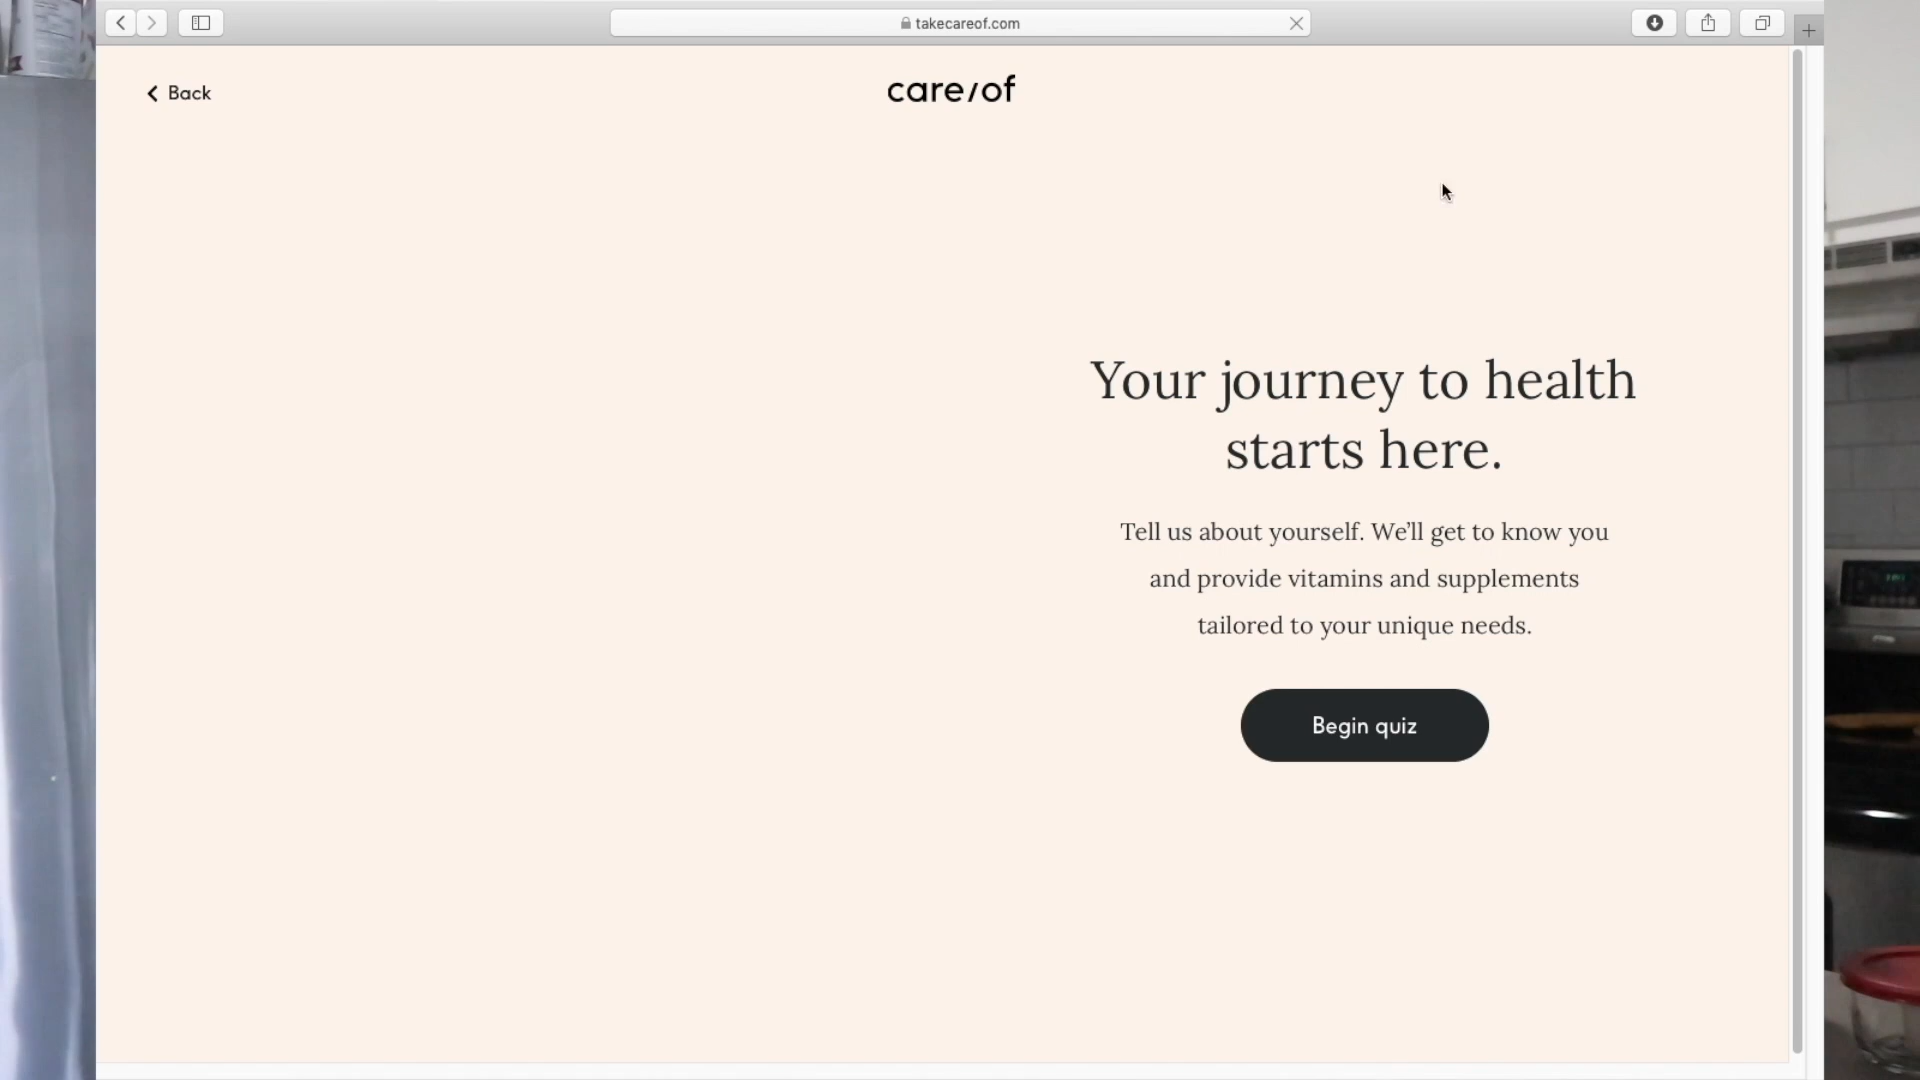 takecareof.com
Back
care/of
Your journey to health
starts here.
Tell us about yourself. We’ll get to know you
and provide vitamins and supplements
tailored to your unique needs.
Begin quiz